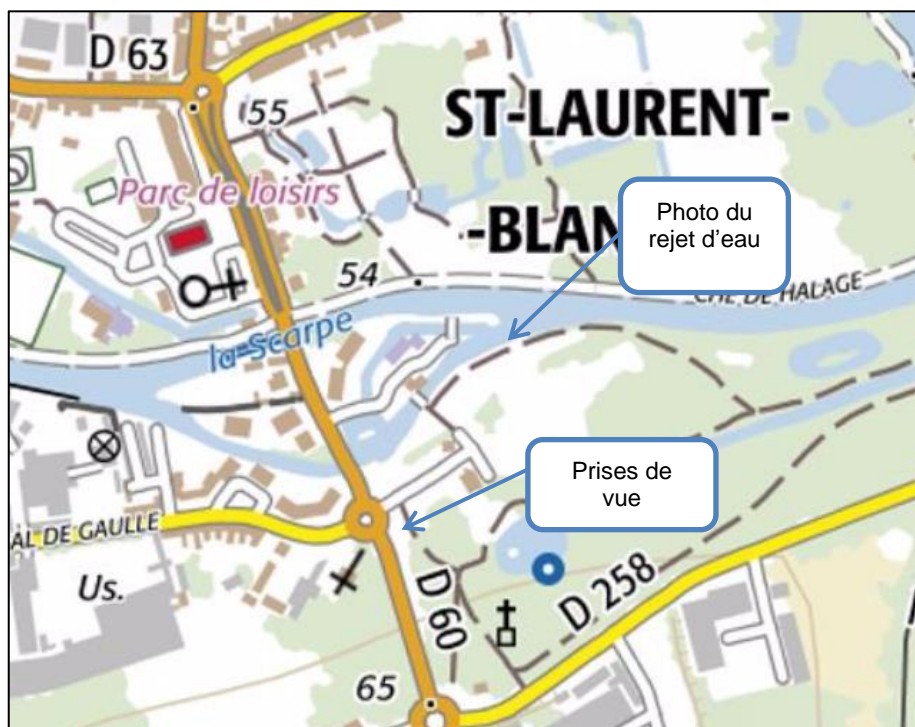 D 63
55
ST-LAURENT-
Parc de loisirs
Photo du
rejet d'eau
54
CHE DE HALAGE
la Scarpe
Prises de
vue
AL DE GAULLE
Us.
D 60
D 258
65